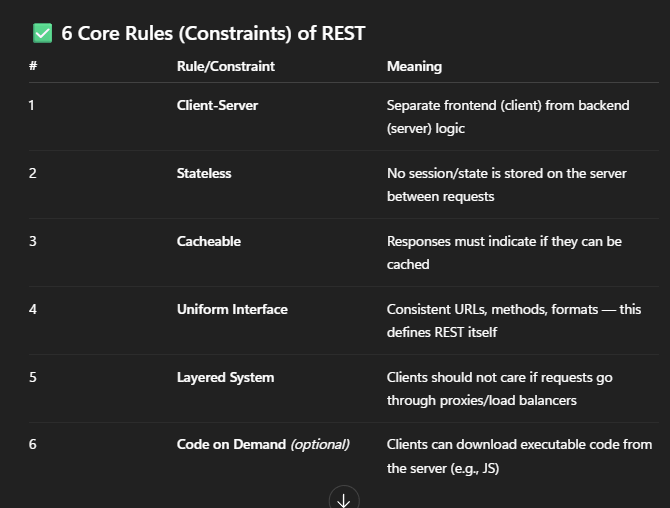 ✅ 6 Core Rules (Constraints) of REST
# Rule/Constraint Meaning
1 Client-Server Separate frontend (client) from backend
(server) logic
2 Stateless No session/state is stored on the server
between requests
3 Cacheable Responses must indicate if they can be
cached
4 Uniform Interface Consistent URLs, methods, formats — this
defines REST itself
5 Layered System Clients should not care if requests go
through proxies/load balancers
6 Code on Demand (optional) Clients can download executable code from
the server (e.g., JS)